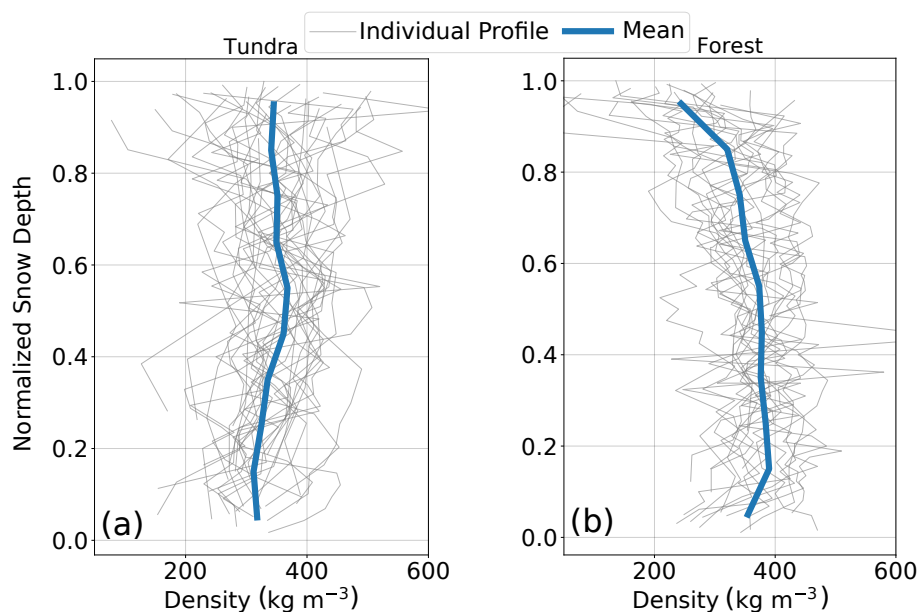 Individual Profile Mean
Tundra
Forest
1.0
0.8
0.6
0.4
0.2
0.0
Normalized Snow Depth
(a)
200 400 600
Density (kg m⁻³)
1.0
0.8
0.6
0.4
0.2
0.0
(b)
200 400 600
Density (kg m⁻³)